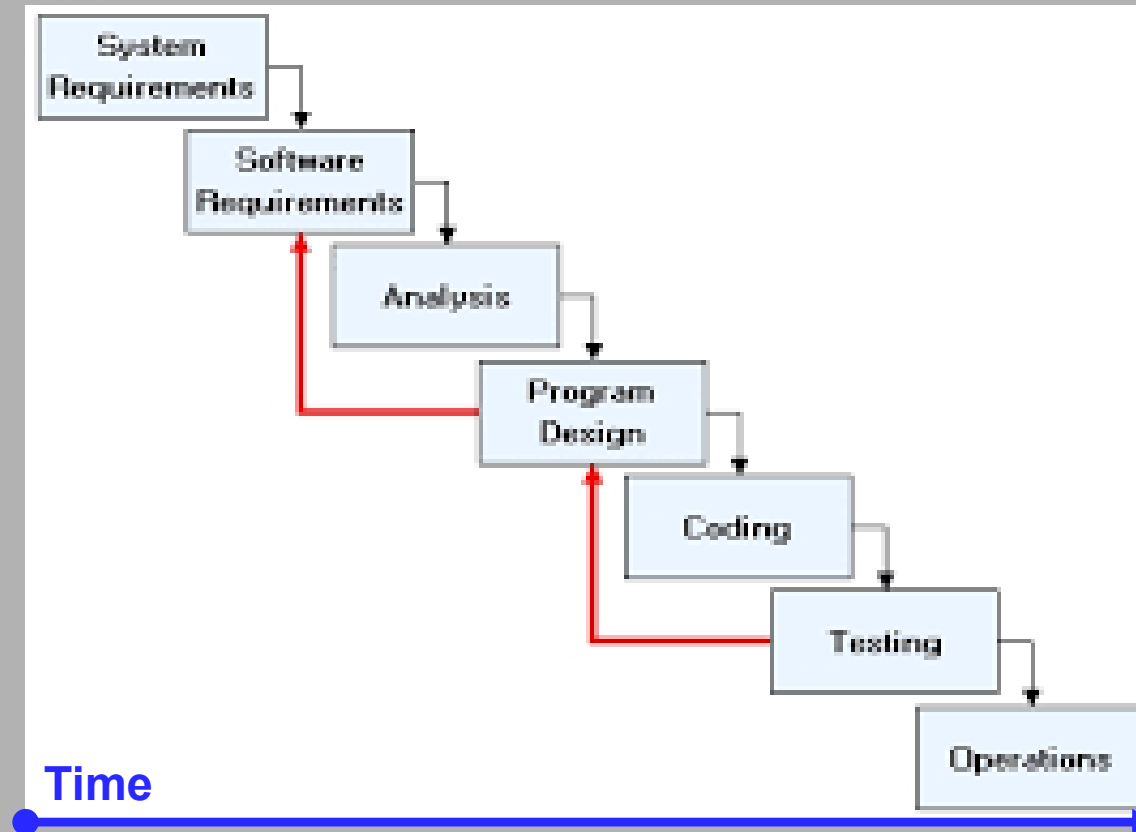 System
Requirements
Software
Requirements
Analysis
Program
Design
Coding
Testing
Operations
Time